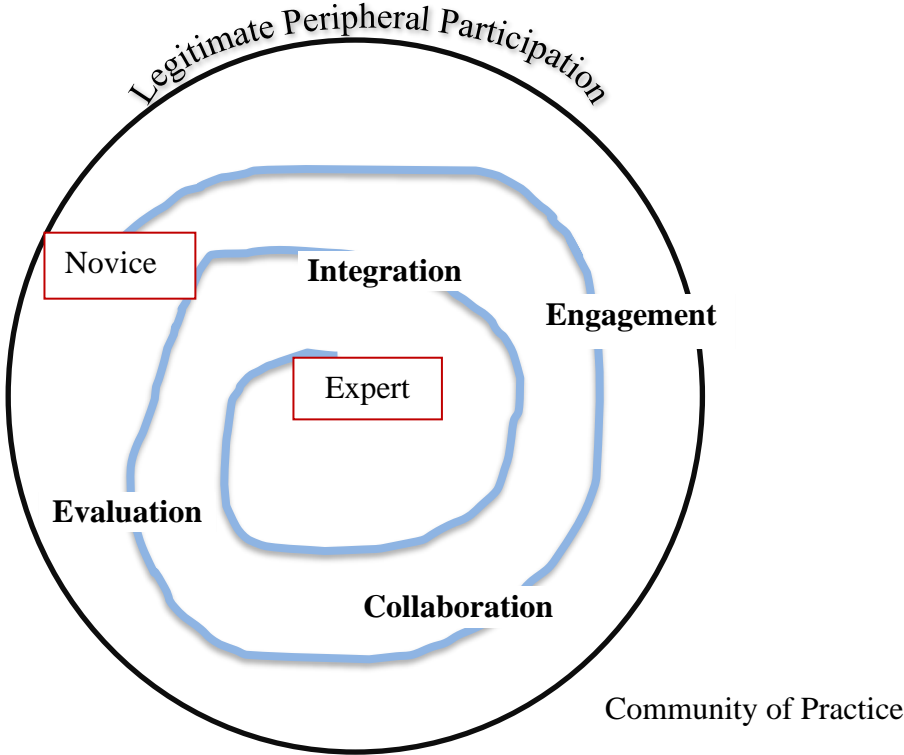 Legitimate Peripheral Participation
Novice
Integration
Engagement
Expert
Evaluation
Collaboration
Community of Practice